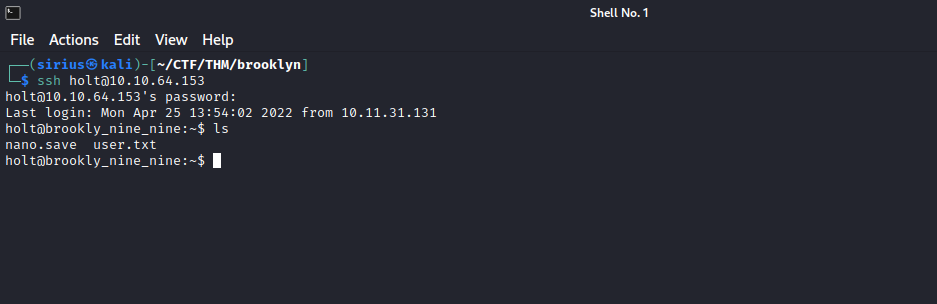 Shell No. 1
File Actions Edit View Help
┌──(sirius㉿kali)-[~/CTF/THM/brooklyn]
└─$ ssh holt@10.10.64.153
holt@10.10.64.153's password:
Last login: Mon Apr 25 13:54:02 2022 from 10.11.31.131
holt@brookly_nine_nine:~$ ls
nano.save  user.txt
holt@brookly_nine_nine:~$